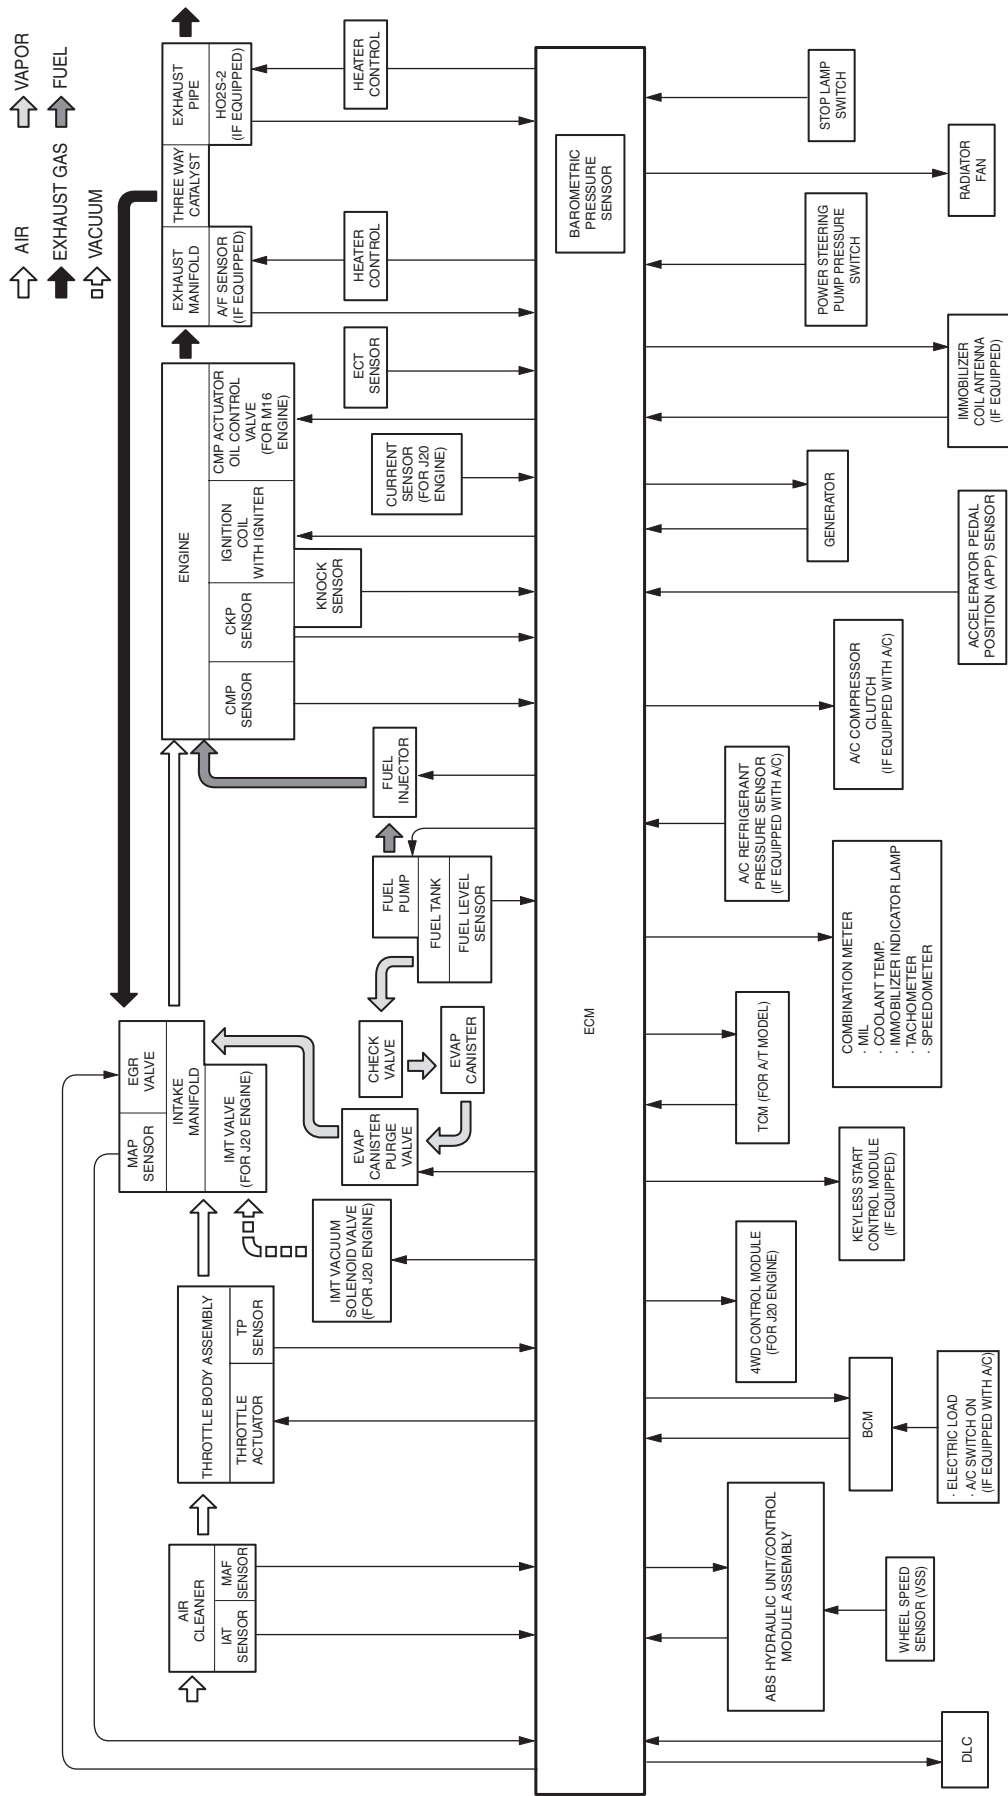 AIR
VAPOR
EXHAUST GAS
FUEL
VACUUM
AIR
CLEANER
IAT
SENSOR
MAF
SENSOR
THROTTLE BODY ASSEMBLY
THROTTLE
ACTUATOR
TP
SENSOR
MAP
SENSOR
EGR
VALVE
INTAKE
MANIFOLD
IMT VALVE
(FOR J20 ENGINE)
IMT VACUUM
SOLENOID VALVE
(FOR J20 ENGINE)
EVAP
CANISTER
PURGE
VALVE
CHECK
VALVE
EVAP
CANISTER
FUEL
PUMP
FUEL TANK
FUEL LEVEL
SENSOR
FUEL
INJECTOR
ENGINE
CMP
SENSOR
CKP
SENSOR
IGNITION
COIL
WITH IGNITER
CMP ACTUATOR
OIL CONTROL
VALVE
(FOR M16
ENGINE)
KNOCK
SENSOR
CURRENT
SENSOR
(FOR J20
ENGINE)
ECT
SENSOR
EXHAUST
MANIFOLD
A/F SENSOR
(IF EQUIPPED)
THREE WAY
CATALYST
EXHAUST
PIPE
HO2S-2
(IF EQUIPPED)
HEATER
CONTROL
HEATER
CONTROL
ECM
BAROMETRIC
PRESSURE
SENSOR
DLC
ABS HYDRAULIC UNIT/CONTROL
MODULE ASSEMBLY
WHEEL SPEED
SENSOR (VSS)
BCM
· ELECTRIC LOAD
· A/C SWITCH ON
(IF EQUIPPED WITH A/C)
4WD CONTROL MODULE
(FOR J20 ENGINE)
KEYLESS START
CONTROL MODULE
(IF EQUIPPED)
TCM (FOR A/T MODEL)
COMBINATION METER
· MIL
· COOLANT TEMP.
· IMMOBILIZER INDICATOR LAMP
· TACHOMETER
· SPEEDOMETER
A/C REFRIGERANT
PRESSURE SENSOR
(IF EQUIPPED WITH A/C)
A/C COMPRESSOR
CLUTCH
(IF EQUIPPED WITH A/C)
ACCELERATOR PEDAL
POSITION (APP) SENSOR
GENERATOR
IMMOBILIZER
COIL ANTENNA
(IF EQUIPPED)
POWER STEERING
PUMP PRESSURE
SWITCH
RADIATOR
FAN
STOP LAMP
SWITCH